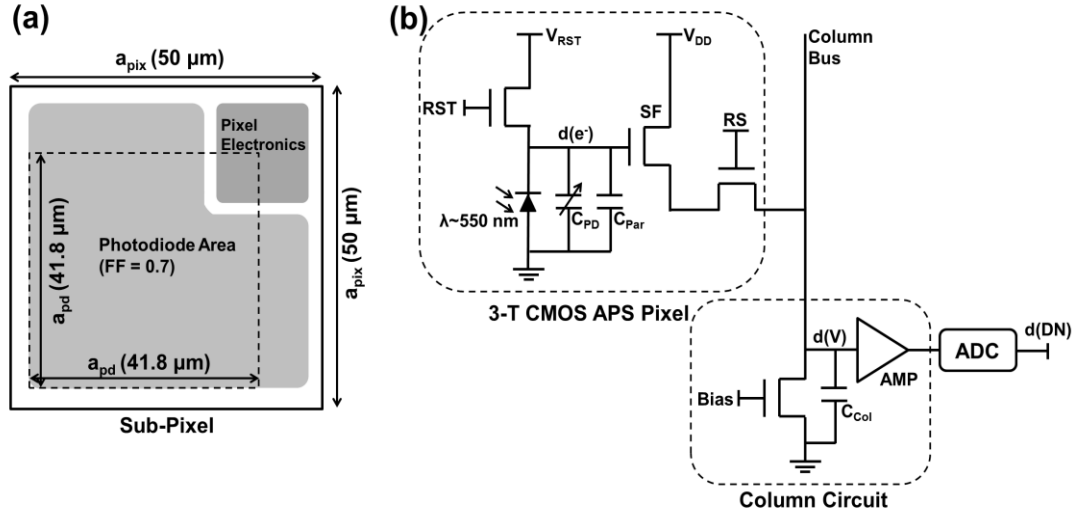 (a)
a_pix (50 μm)
Pixel
Electronics
Photodiode Area
(FF = 0.7)
a_pd (41.8 μm)
a_pd (41.8 μm)
a_pix (50 μm)
Sub-Pixel
(b)
V_RST
V_DD
Column
Bus
RST
SF
RS
d(e⁻)
λ~550 nm
C_PD
C_Par
3-T CMOS APS Pixel
d(V)
d(DN)
AMP
ADC
Bias
C_Col
Column Circuit